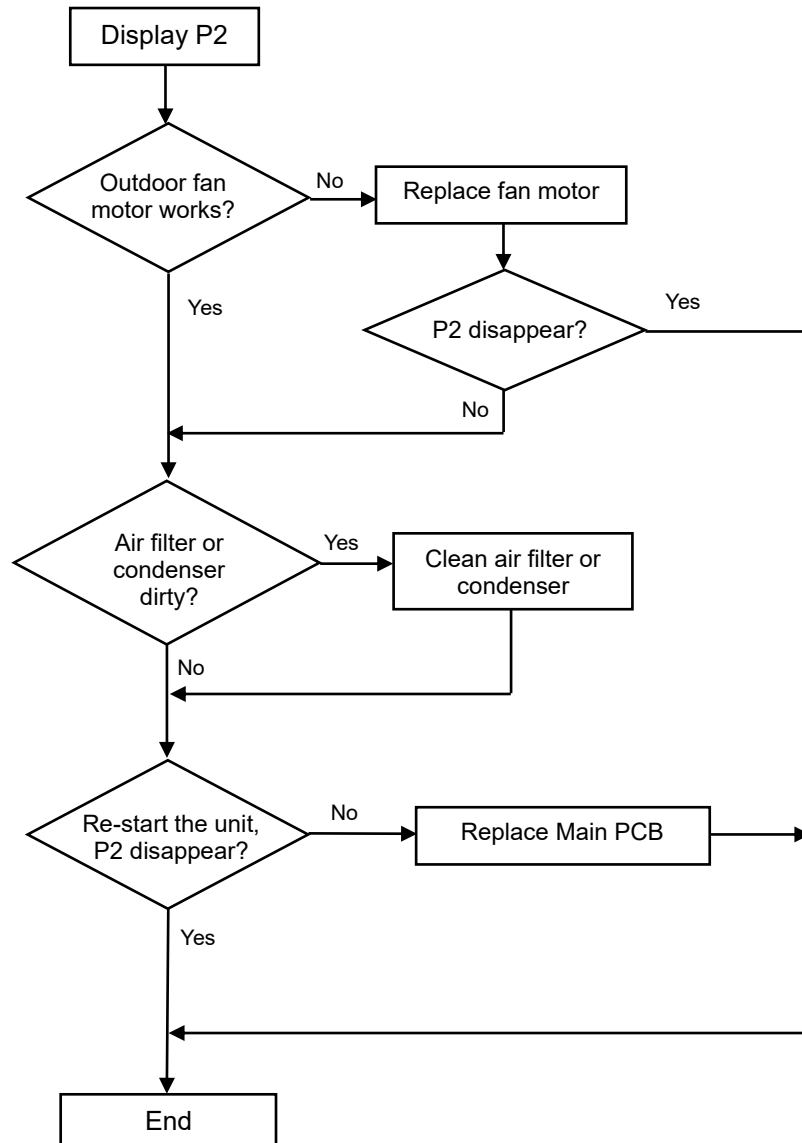 Display P2
Outdoor fan
motor works?
No
Replace fan motor
Yes
P2 disappear?
Yes
No
Air filter or
condenser
dirty?
Yes
Clean air filter or
condenser
No
Re-start the unit,
P2 disappear?
No
Replace Main PCB
Yes
End